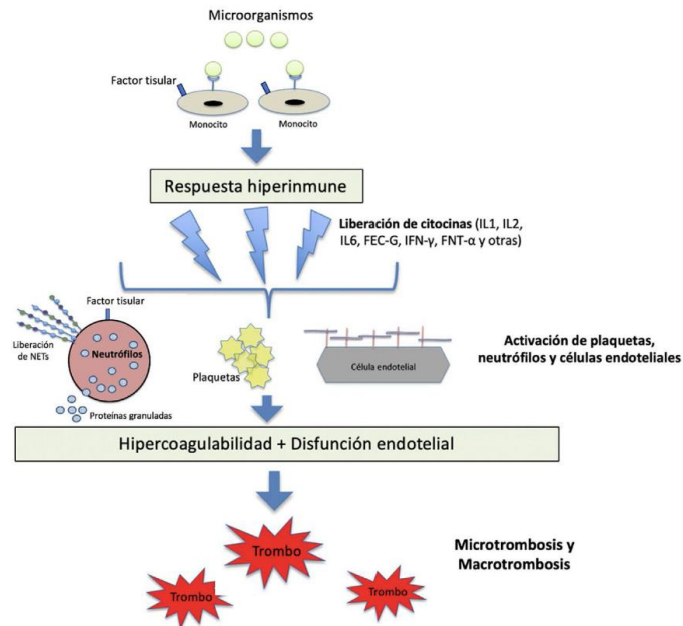 Microorganismos
Factor tisular
Monocito
Monocito
Respuesta hiperinmune
Liberación de citocinas (IL1, IL2,
IL6, FEC-G, IFN-γ, FNT-α y otras)
Factor tisular
Liberación
de NETs
Neutrófilos
Proteínas granuladas
Plaquetas
Célula endotelial
Activación de plaquetas,
neutrófilos y células endoteliales
Hipercoagulabilidad + Disfunción endotelial
Trombo
Trombo
Trombo
Microtrombosis y
Macrotrombosis